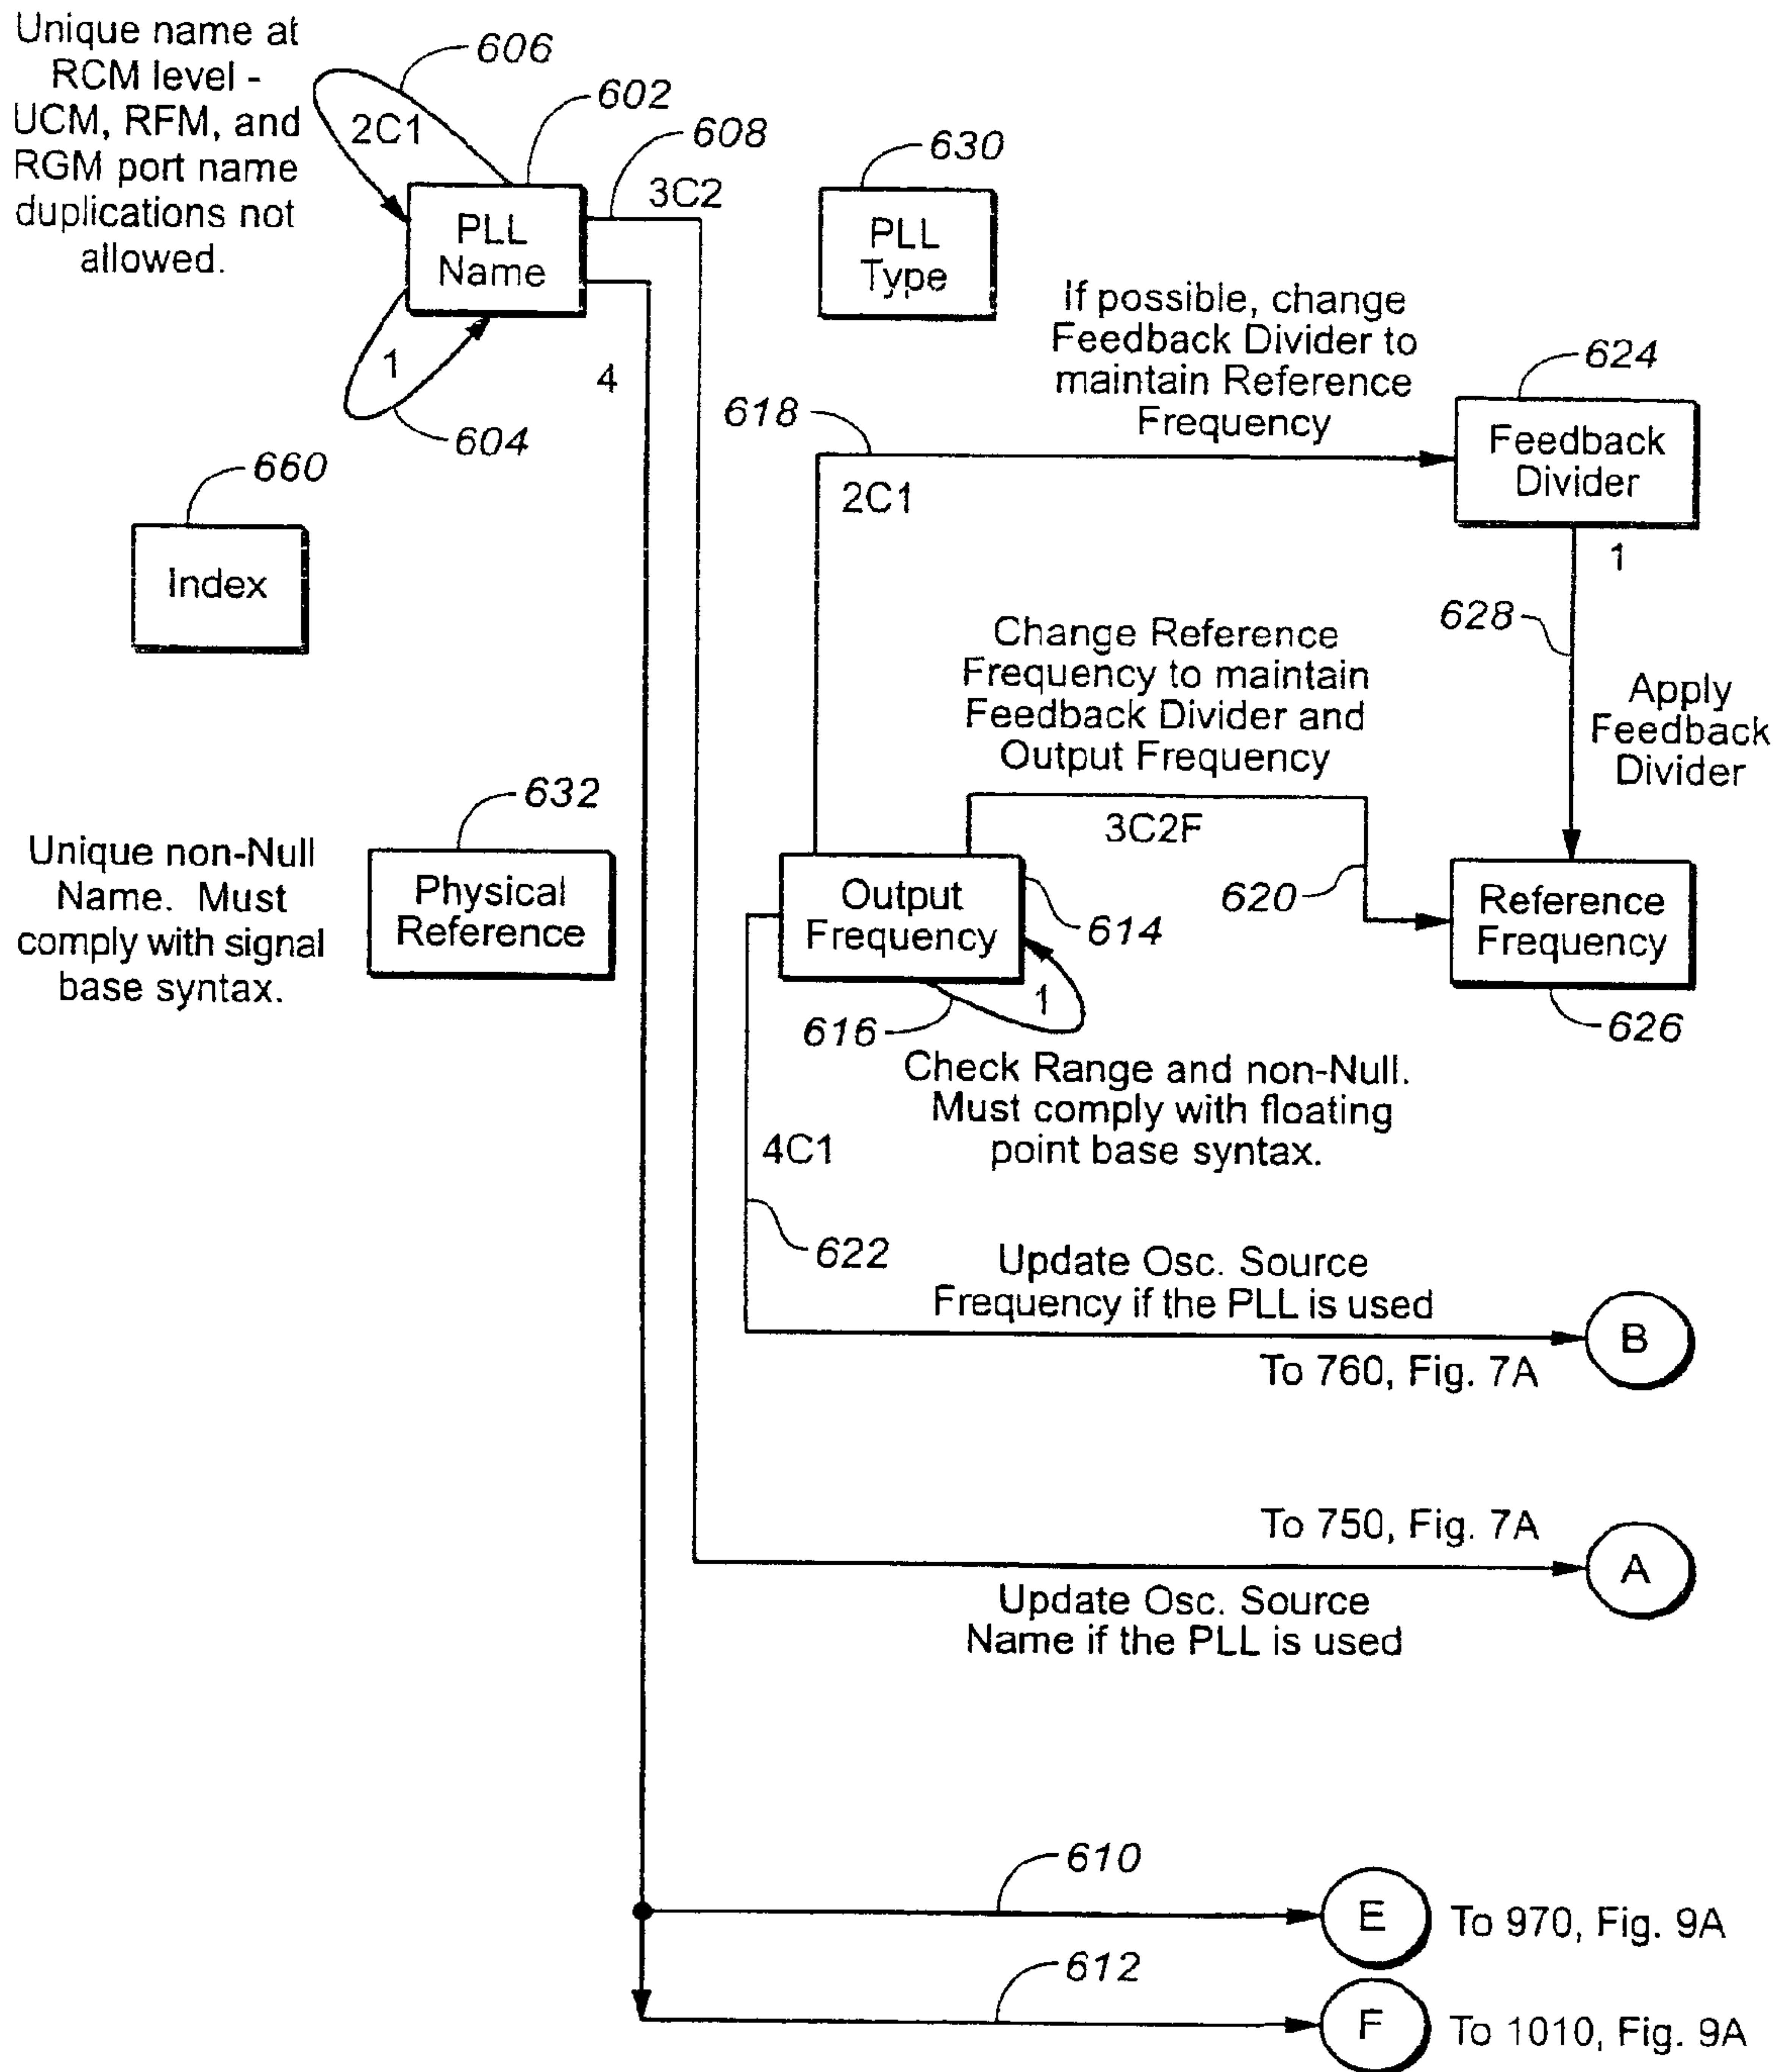 Unique name at
RCM level -
UCM, RFM, and
RGM port name
duplications not
allowed.
606
2C1
602
608
3C2
PLL
Name
1
4
604
630
PLL
Type
If possible, change
Feedback Divider to
maintain Reference
Frequency
618
2C1
624
Feedback
Divider
1
628
Apply
Feedback
Divider
660
Index
Change Reference
Frequency to maintain
Feedback Divider and
Output Frequency
3C2F
620
632
Unique non-Null
Name. Must
comply with signal
base syntax.
Physical
Reference
Output
Frequency
614
Reference
Frequency
626
616
1
Check Range and non-Null.
Must comply with floating
point base syntax.
4C1
622
Update Osc. Source
Frequency if the PLL is used
B
To 760, Fig. 7A
To 750, Fig. 7A
A
Update Osc. Source
Name if the PLL is used
610
E
To 970, Fig. 9A
612
F
To 1010, Fig. 9A